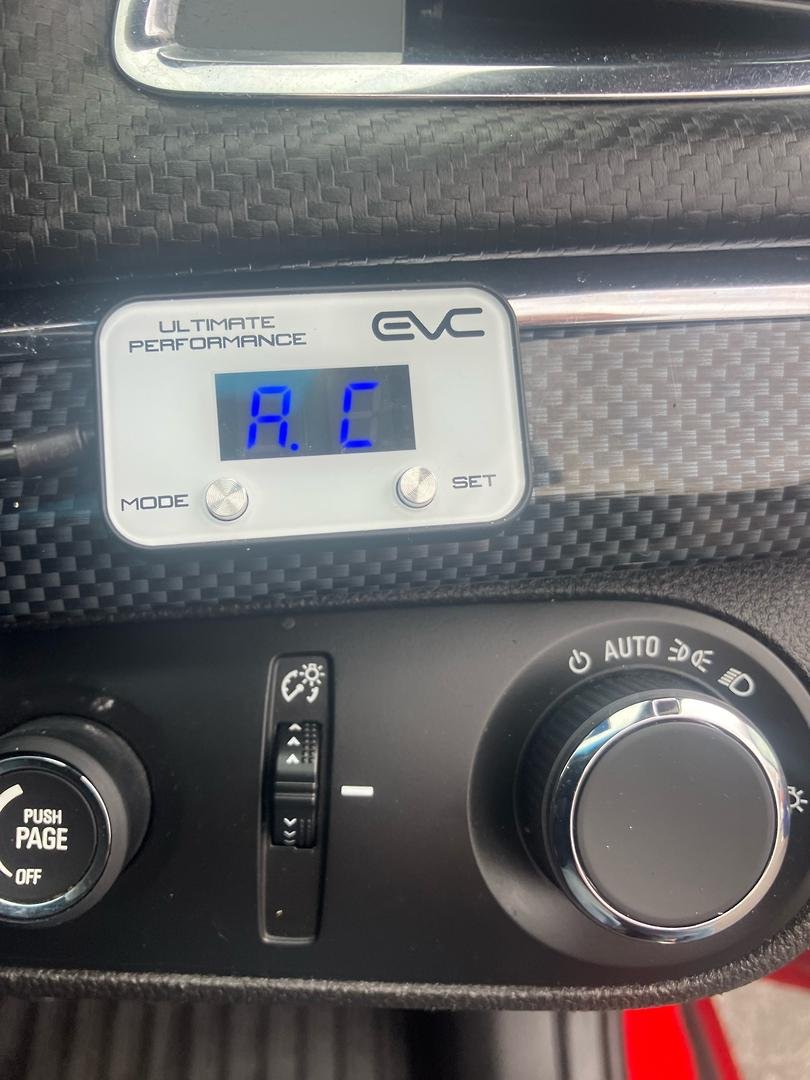 ULTIMATE
PERFORMANCE
EVC
A. C
MODE
SET
AUTO
PUSH
PAGE
OFF